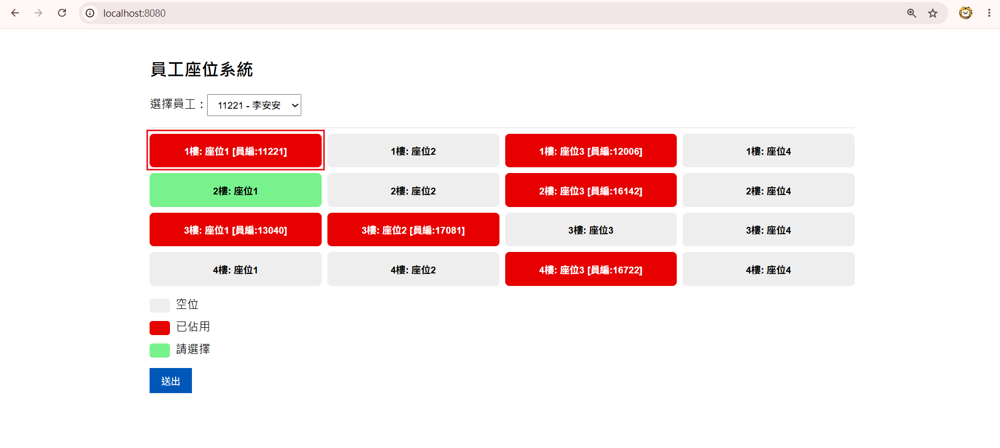 localhost:8080
員工座位系統
選擇員工： 11221 - 李安安
1樓: 座位1 [員編:11221] 1樓: 座位2 1樓: 座位3 [員編:12006] 1樓: 座位4
2樓: 座位1 2樓: 座位2 2樓: 座位3 [員編:16142] 2樓: 座位4
3樓: 座位1 [員編:13040] 3樓: 座位2 [員編:17081] 3樓: 座位3 3樓: 座位4
4樓: 座位1 4樓: 座位2 4樓: 座位3 [員編:16722] 4樓: 座位4
空位
已佔用
請選擇
送出